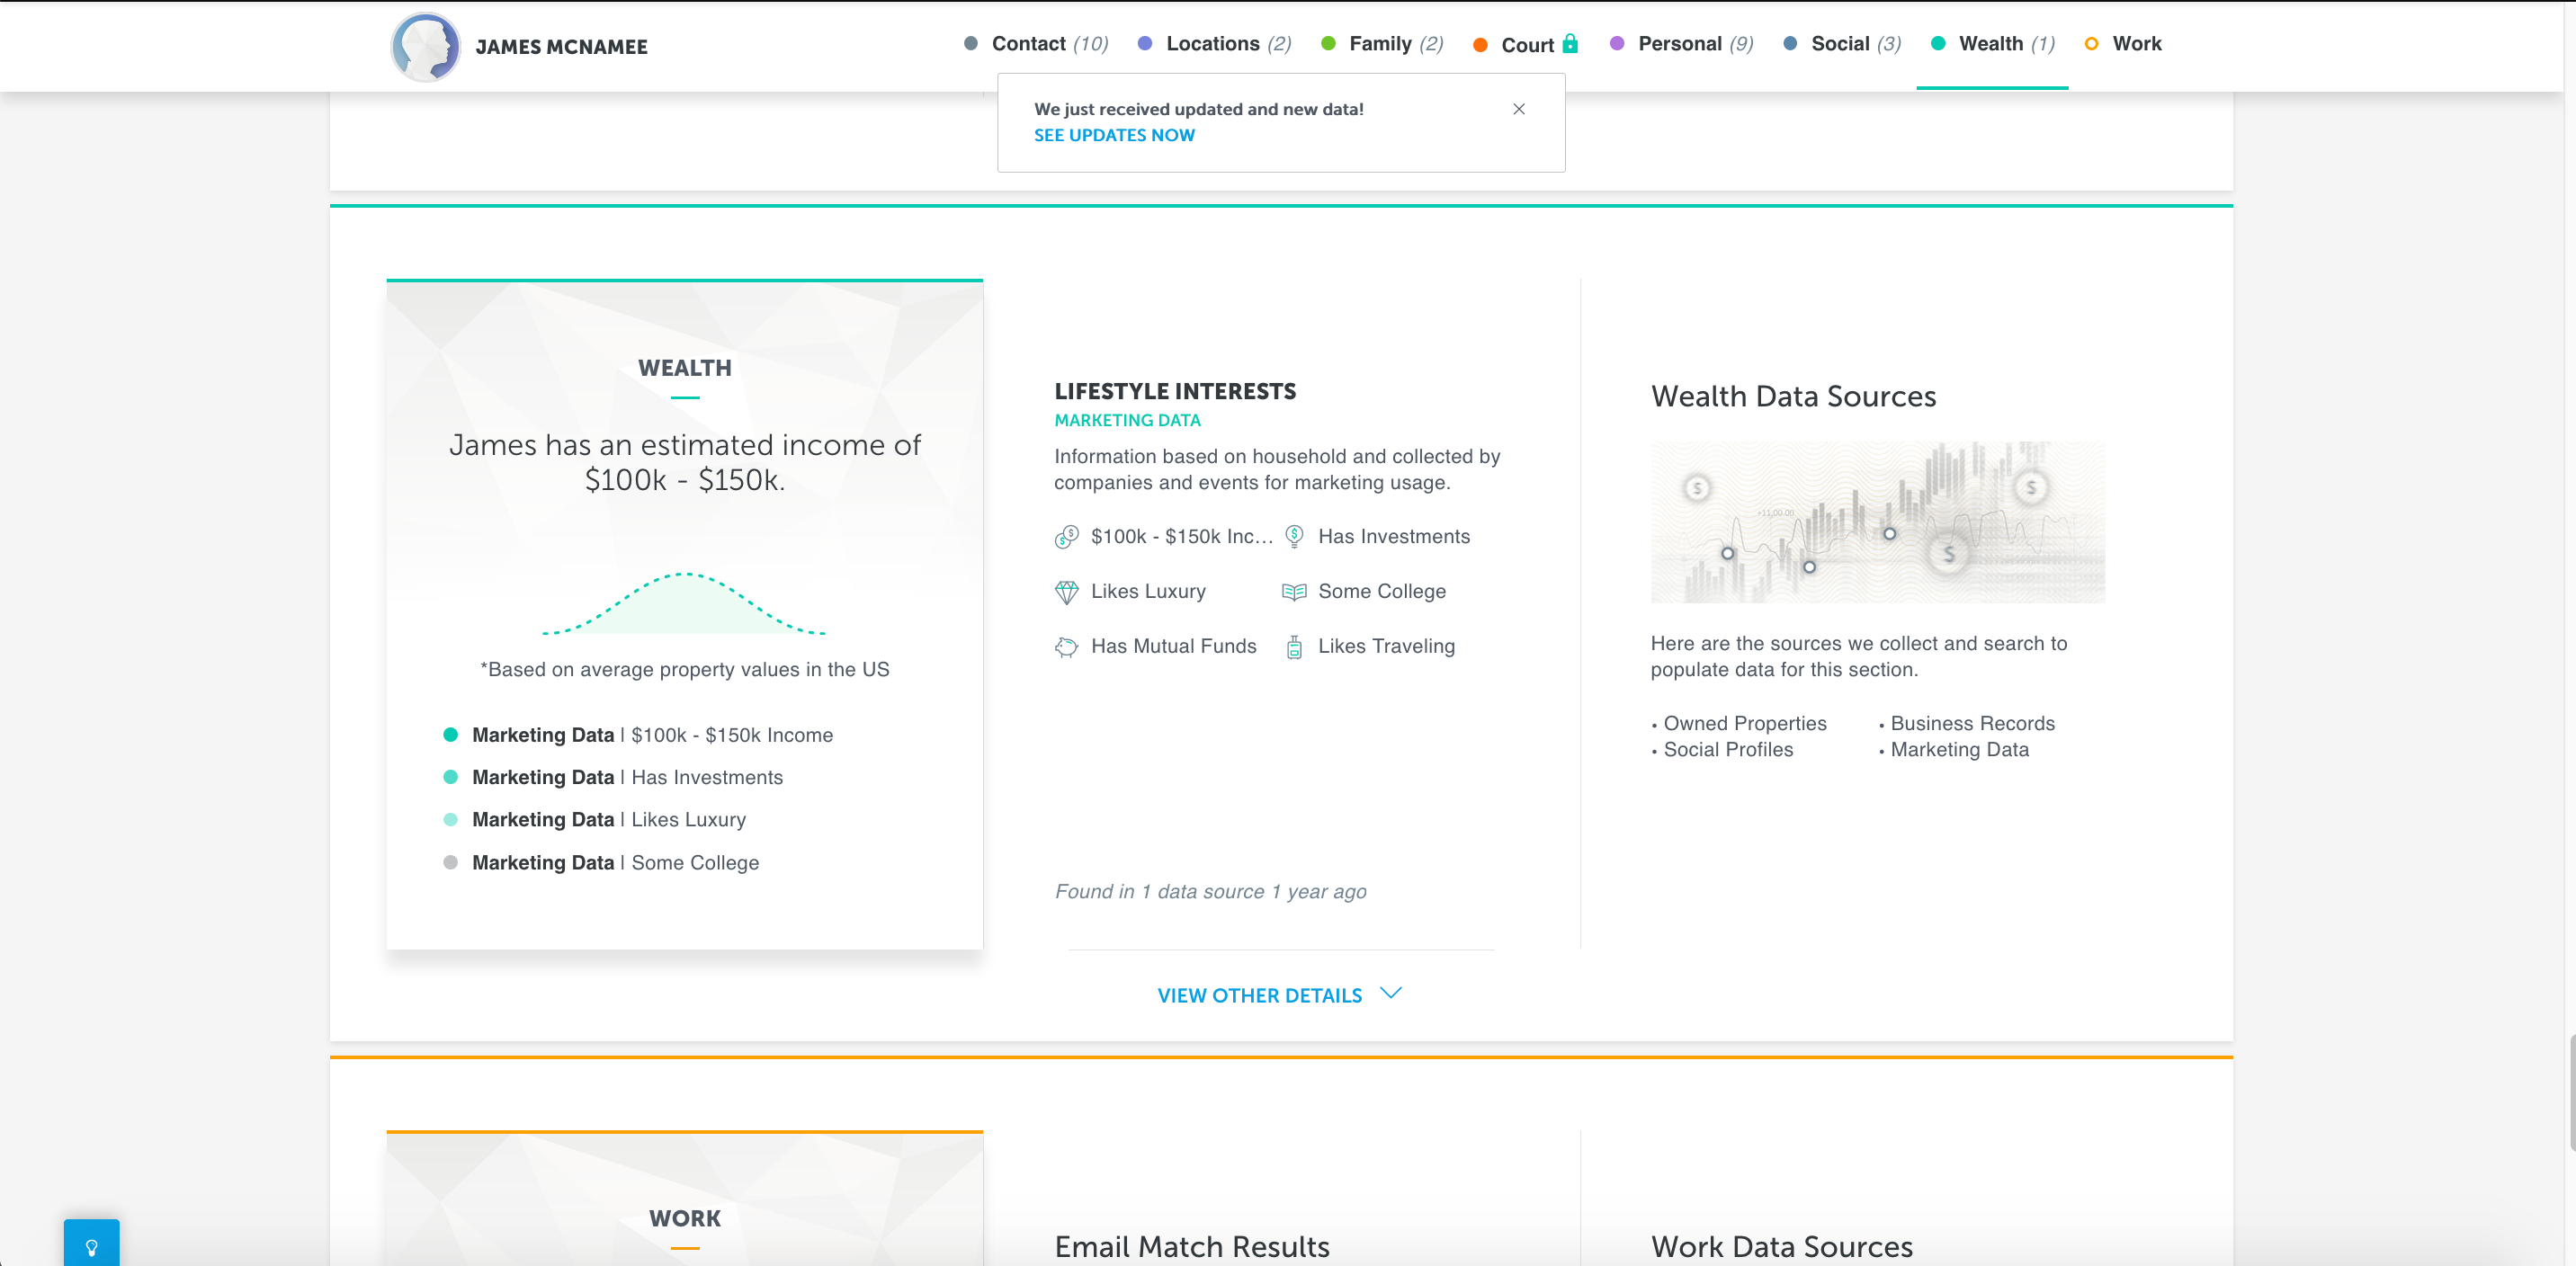 JAMES MCNAMEE
Contact (10)
Locations (2)
Family (2)
Court
Personal (9)
Social (3)
Wealth (1)
Work
We just received updated and new data!
SEE UPDATES NOW
WEALTH
James has an estimated income of
$100k - $150k.
*Based on average property values in the US
Marketing Data | $100k - $150k Income
Marketing Data | Has Investments
Marketing Data | Likes Luxury
Marketing Data | Some College
LIFESTYLE INTERESTS
MARKETING DATA
Information based on household and collected by
companies and events for marketing usage.
$100k - $150k Inc...
Has Investments
Likes Luxury
Some College
Has Mutual Funds
Likes Traveling
Found in 1 data source 1 year ago
VIEW OTHER DETAILS
Wealth Data Sources
+11,00.00
Here are the sources we collect and search to
populate data for this section.
• Owned Properties
• Business Records
• Social Profiles
• Marketing Data
WORK
Email Match Results
Work Data Sources